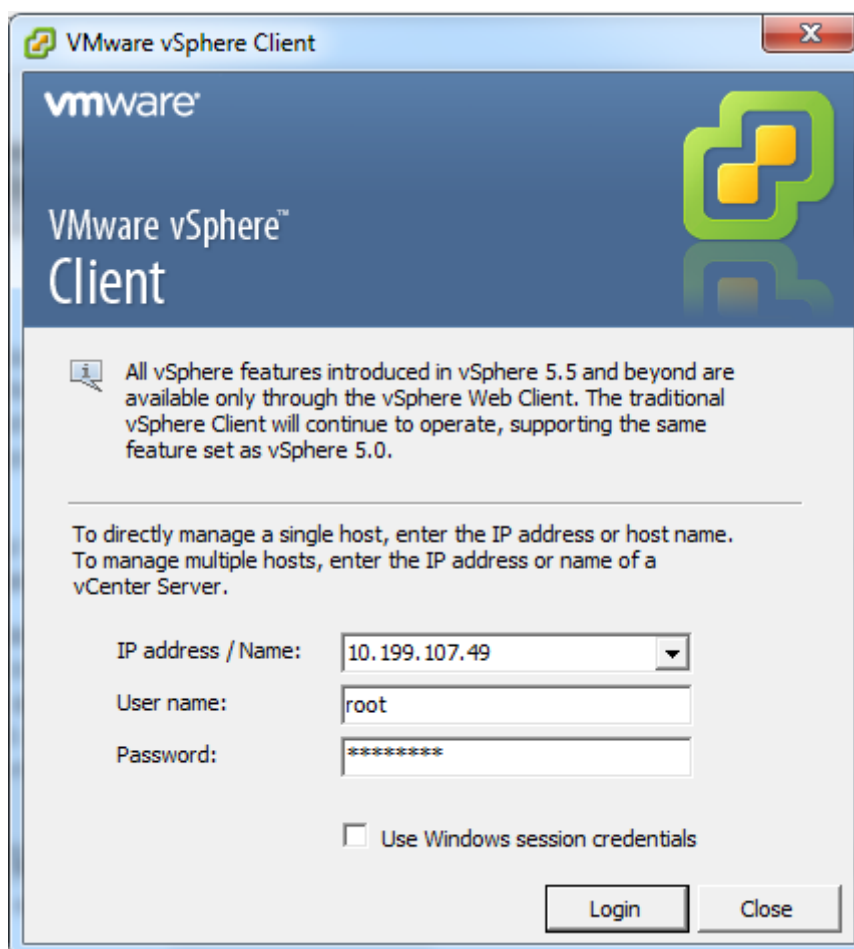 VMware vSphere Client
vmware
VMware vSphere™
Client
All vSphere features introduced in vSphere 5.5 and beyond are
available only through the vSphere Web Client. The traditional
vSphere Client will continue to operate, supporting the same
feature set as vSphere 5.0.
To directly manage a single host, enter the IP address or host name.
To manage multiple hosts, enter the IP address or name of a
vCenter Server.
IP address / Name: 10.199.107.49
User name: root
Password: ********
Use Windows session credentials
Login Close